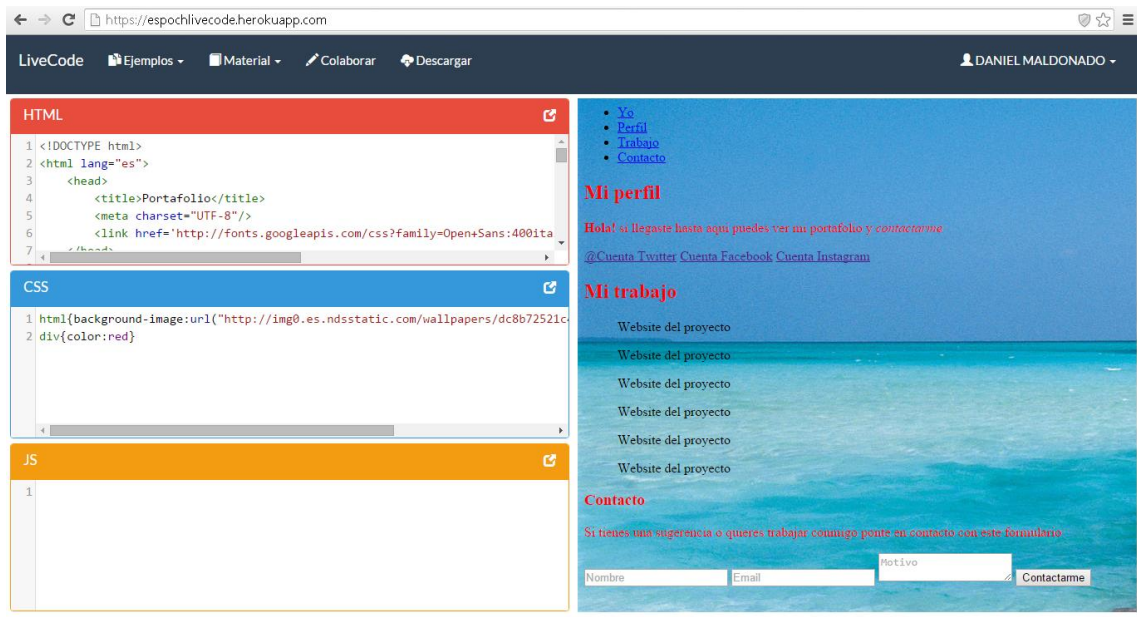 https://espochlivecode.herokuapp.com
LiveCode Ejemplos Material Colaborar Descargar DANIEL MALDONADO
HTML
1 <!DOCTYPE html>
2 <html lang="es">
3 <head>
4 <title>Portafolio</title>
5 <meta charset="UTF-8"/>
6 <link href='http://fonts.googleapis.com/css?family=Open+Sans:400ita
7 </head>
CSS
1 html{background-image:url("http://img0.es.ndsstatic.com/wallpapers/dc8b72521c
2 div{color:red}
JS
1
Yo
Perfil
Trabajo
Contacto
Mi perfil
Hola! si llegaste hasta aqui puedes ver mi portafolio y contactarme
@Cuenta Twitter Cuenta Facebook Cuenta Instagram
Mi trabajo
Website del proyecto
Website del proyecto
Website del proyecto
Website del proyecto
Website del proyecto
Website del proyecto
Contacto
Si tienes una sugerencia o quieres trabajar conmigo ponte en contacto con este formulario
Nombre Email Motivo Contactarme